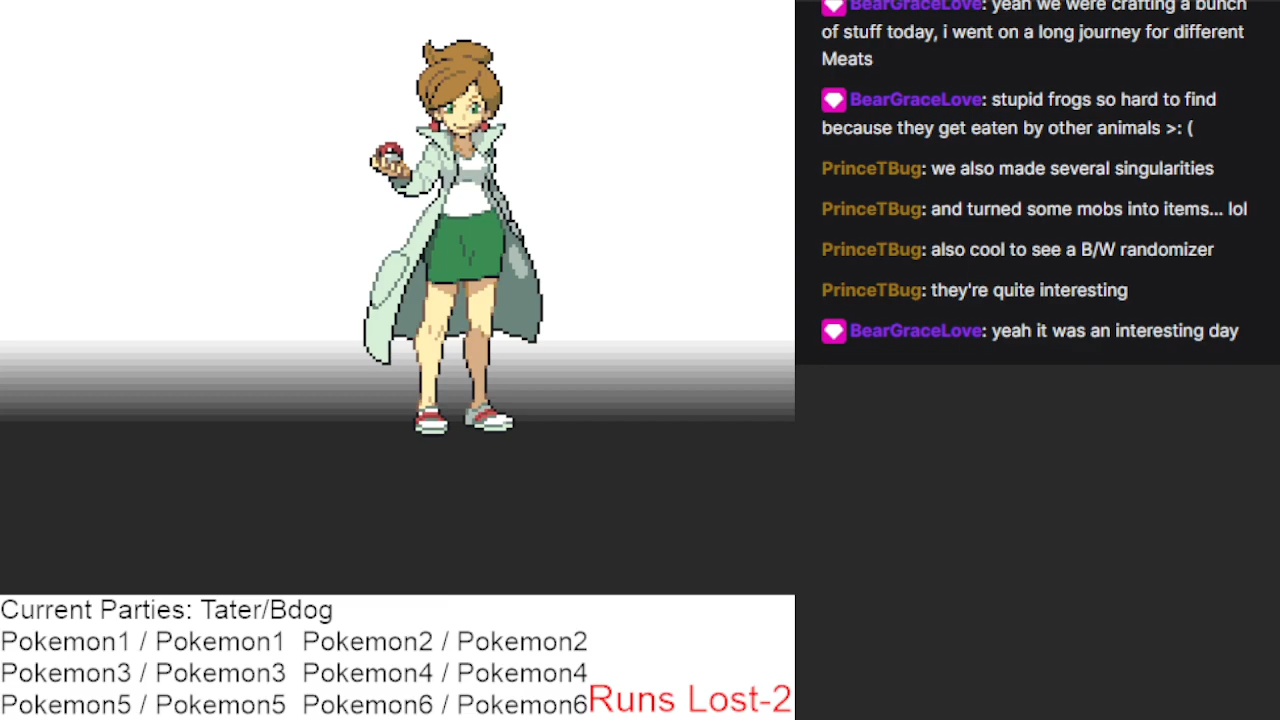 BearGraceLove: yeah we were crafting a bunch
of stuff today, i went on a long journey for different
Meats
BearGraceLove: stupid frogs so hard to find
because they get eaten by other animals >: (
PrinceTBug: we also made several singularities
PrinceTBug: and turned some mobs into items... lol
PrinceTBug: also cool to see a B/W randomizer
PrinceTBug: they're quite interesting
BearGraceLove: yeah it was an interesting day
Current Parties: Tater/Bdog
Pokemon1 / Pokemon1 Pokemon2 / Pokemon2
Pokemon3 / Pokemon3 Pokemon4 / Pokemon4
Pokemon5 / Pokemon5 Pokemon6 / Pokemon6
Runs Lost-2